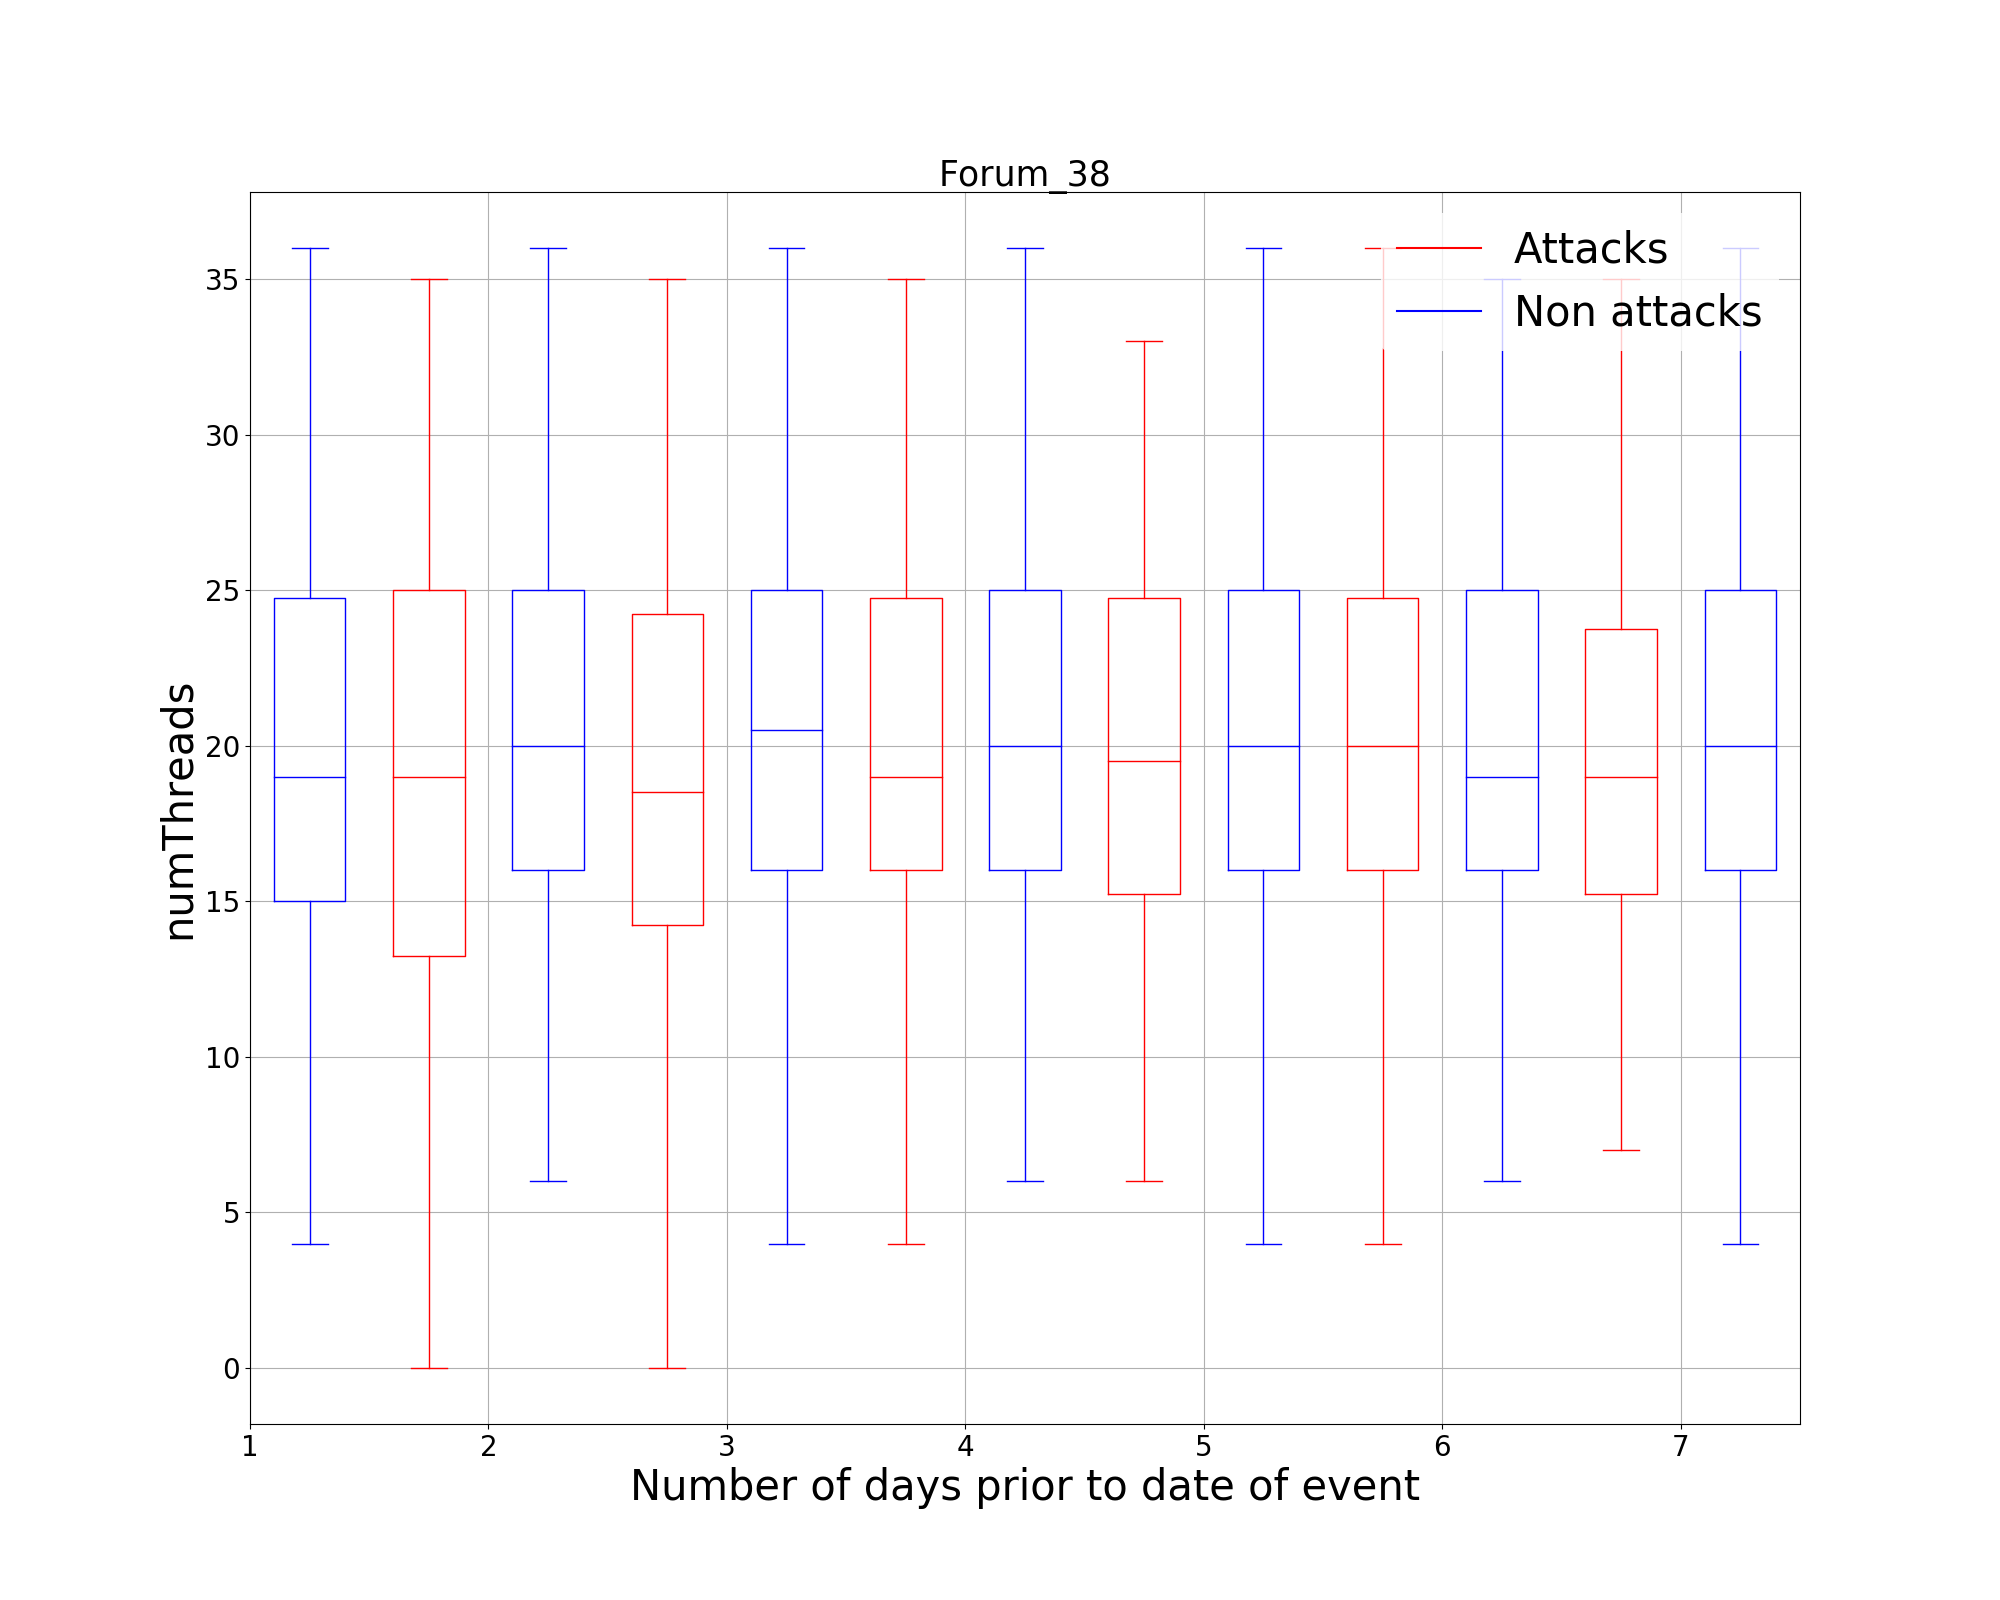 Forum_38
Attacks
Non attacks
numThreads
35
30
25
20
15
10
5
0
1 2 3 4 5 6 7
Number of days prior to date of event